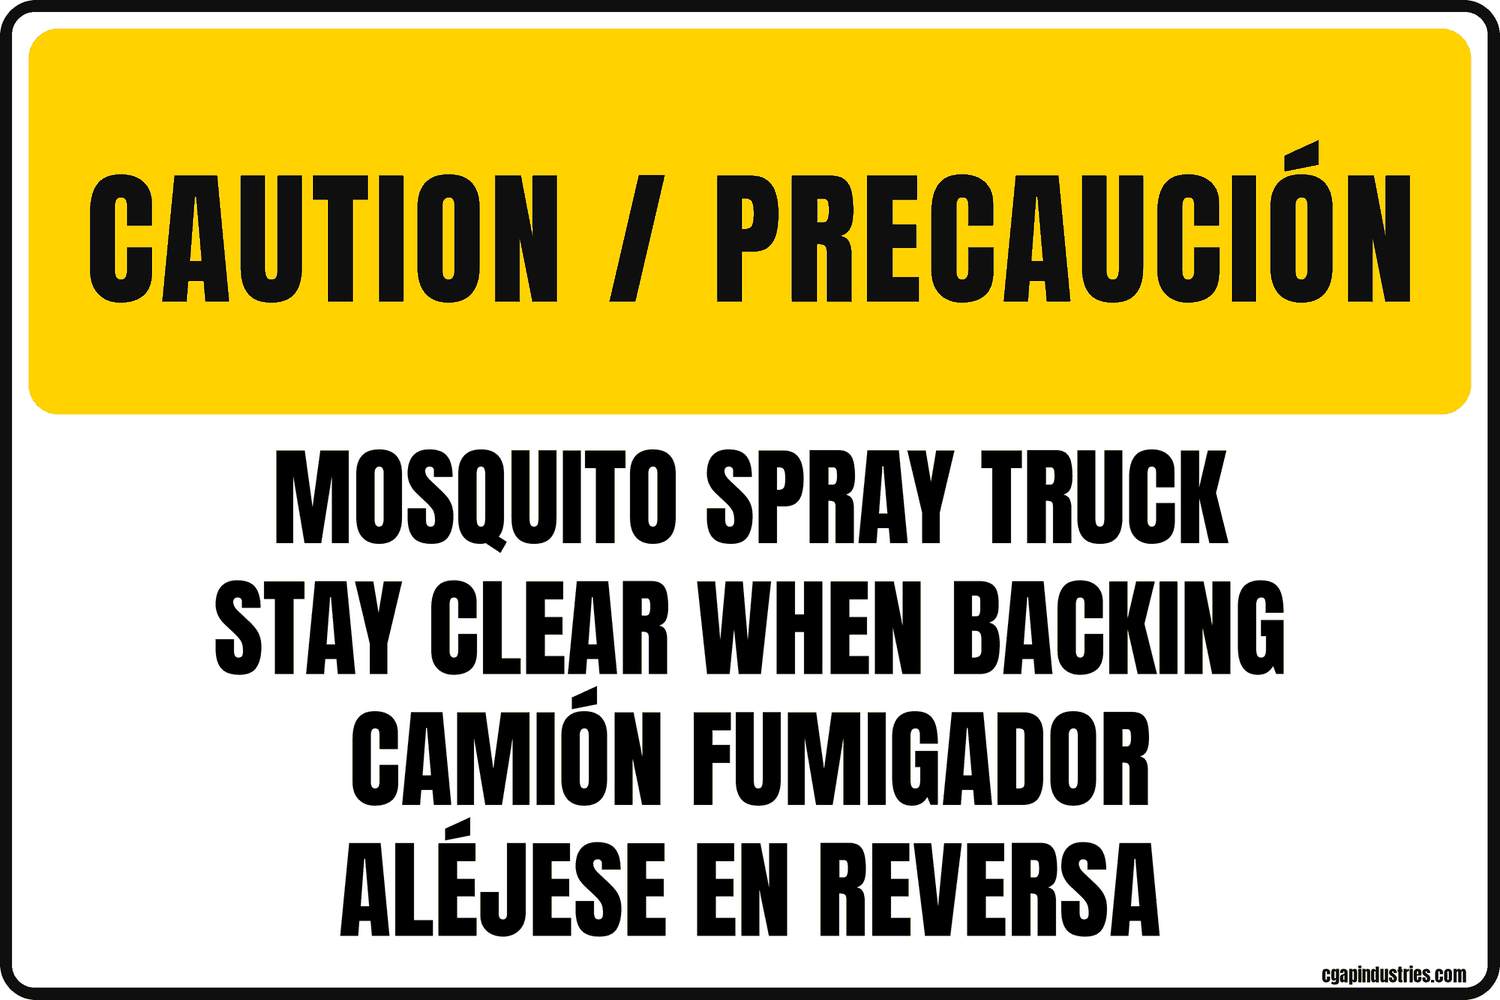 CAUTION / PRECAUCIÓN
MOSQUITO SPRAY TRUCK
STAY CLEAR WHEN BACKING
CAMIÓN FUMIGADOR
ALÉJESE EN REVERSA
cgapindustries.com